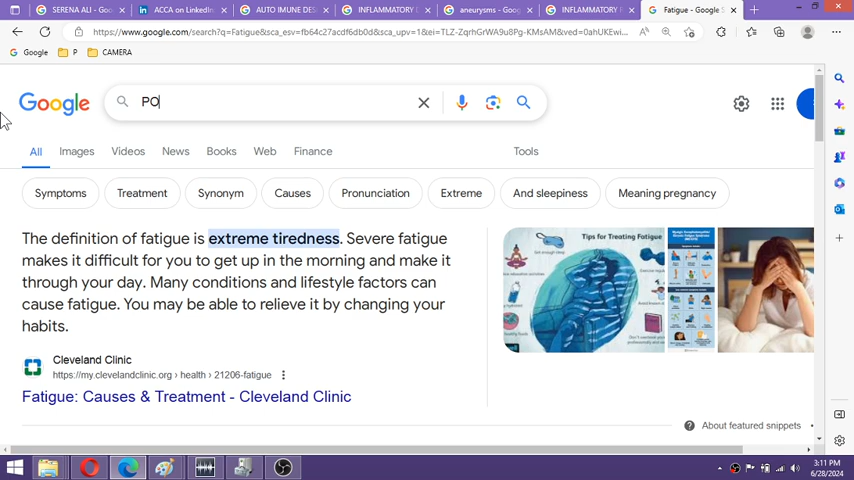 SERENA ALI - Goo
ACCA on LinkedIn
AUTO IMUNE DES
INFLAMMATORY D
aneurysms - Goog
INFLAMMATORY D
Fatigue - Google S
https://www.google.com/search?q=Fatigue&sca_esv=fb64c27acdf6db0d&sca_upv=1&ei=TLZ-ZqrhGrWA9u8Pg-KMsAM&ved=0ahUKEwi...
Google
P
CAMERA
Google
PO
All
Images
Videos
News
Books
Web
Finance
Tools
Symptoms
Treatment
Synonym
Causes
Pronunciation
Extreme
And sleepiness
Meaning pregnancy
The definition of fatigue is extreme tiredness. Severe fatigue
makes it difficult for you to get up in the morning and make it
through your day. Many conditions and lifestyle factors can
cause fatigue. You may be able to relieve it by changing your
habits.
Tips for Treating Fatigue
Cleveland Clinic
https://my.clevelandclinic.org › health › 21206-fatigue
Fatigue: Causes & Treatment - Cleveland Clinic
About featured snippets
3:11 PM
6/28/2024